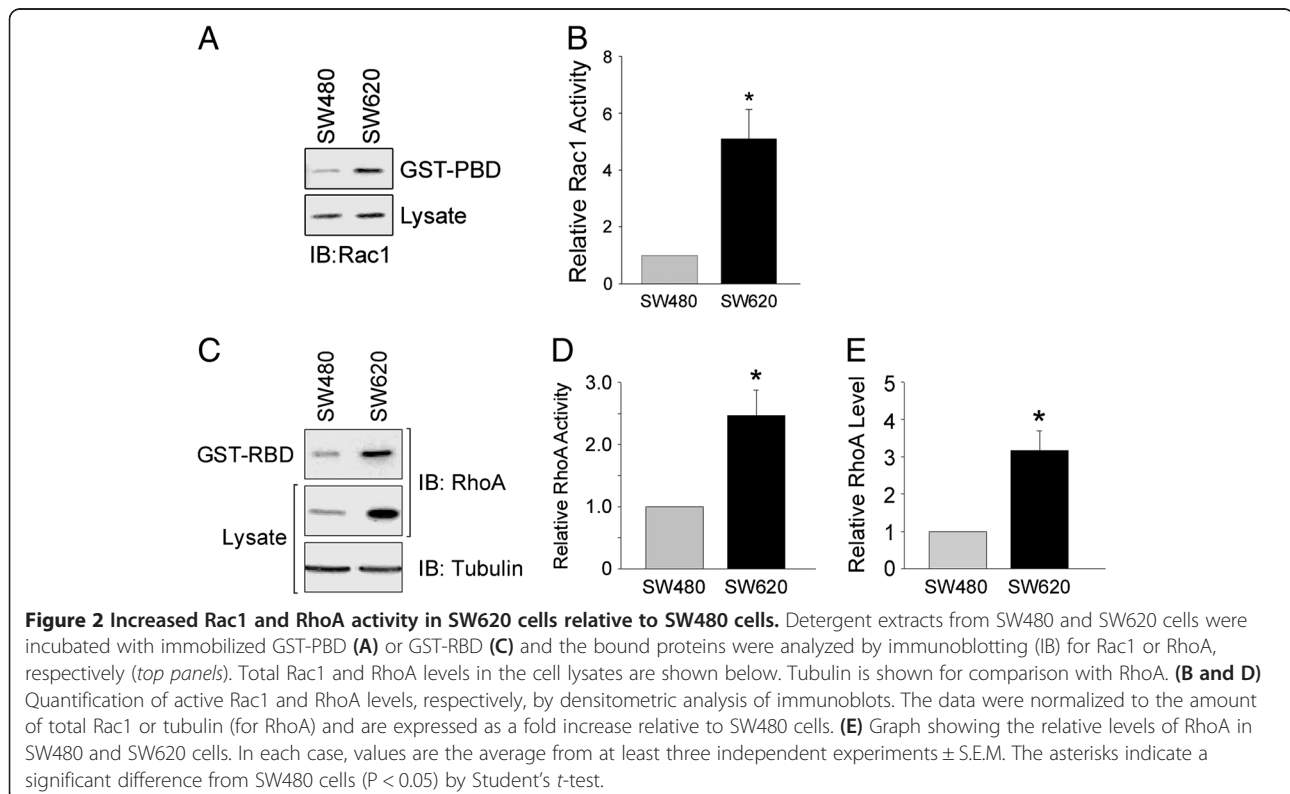 A
SW480
SW620
GST-PBD
Lysate
IB:Rac1
B
Relative Rac1 Activity
8
6
4
2
0
*
SW480
SW620
C
SW480
SW620
GST-RBD
IB: RhoA
Lysate
IB: Tubulin
D
Relative RhoA Activity
3.0
2.0
1.0
0
*
SW480
SW620
E
Relative RhoA Level
5
4
3
2
1
0
*
SW480
SW620
Figure 2 Increased Rac1 and RhoA activity in SW620 cells relative to SW480 cells. Detergent extracts from SW480 and SW620 cells were
incubated with immobilized GST-PBD (A) or GST-RBD (C) and the bound proteins were analyzed by immunoblotting (IB) for Rac1 or RhoA,
respectively (top panels). Total Rac1 and RhoA levels in the cell lysates are shown below. Tubulin is shown for comparison with RhoA. (B and D)
Quantification of active Rac1 and RhoA levels, respectively, by densitometric analysis of immunoblots. The data were normalized to the amount
of total Rac1 or tubulin (for RhoA) and are expressed as a fold increase relative to SW480 cells. (E) Graph showing the relative levels of RhoA in
SW480 and SW620 cells. In each case, values are the average from at least three independent experiments ± S.E.M. The asterisks indicate a
significant difference from SW480 cells (P < 0.05) by Student’s t-test.